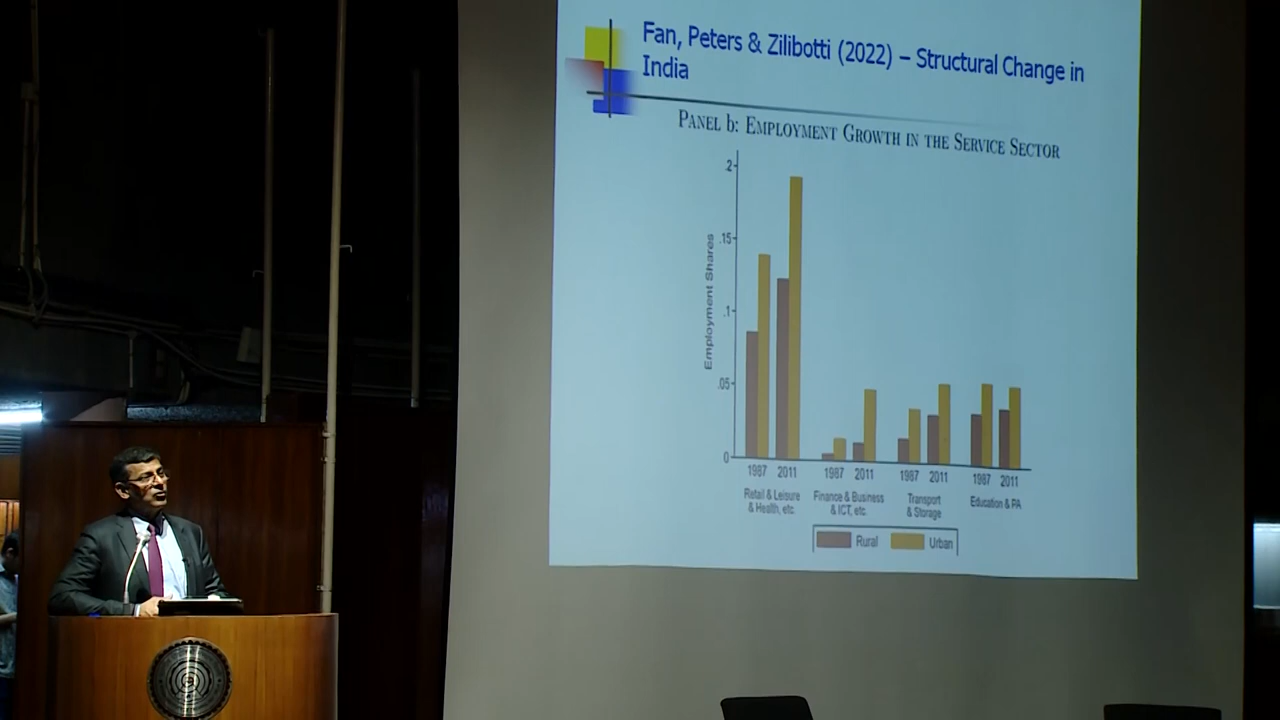 Fan, Peters & Zilibotti (2022) – Structural Change in
India
PANEL b: EMPLOYMENT GROWTH IN THE SERVICE SECTOR
Employment Shares
.2
.15
.1
.05
0
1987 2011 1987 2011 1987 2011 1987 2011
Retail & Leisure
& Health, etc
Finance & Business
& ICT, etc.
Transport
& Storage
Education & PA
Rural Urban